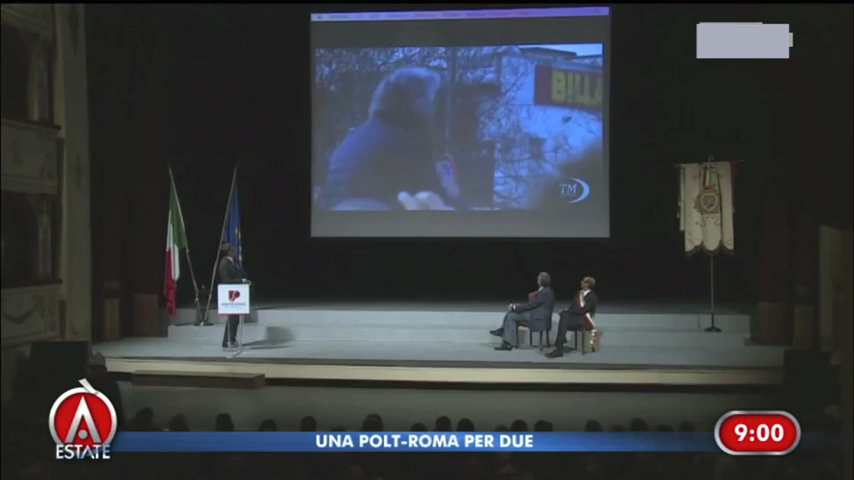 BILLA
TM
À
ESTATE
UNA POLT-ROMA PER DUE
9:00